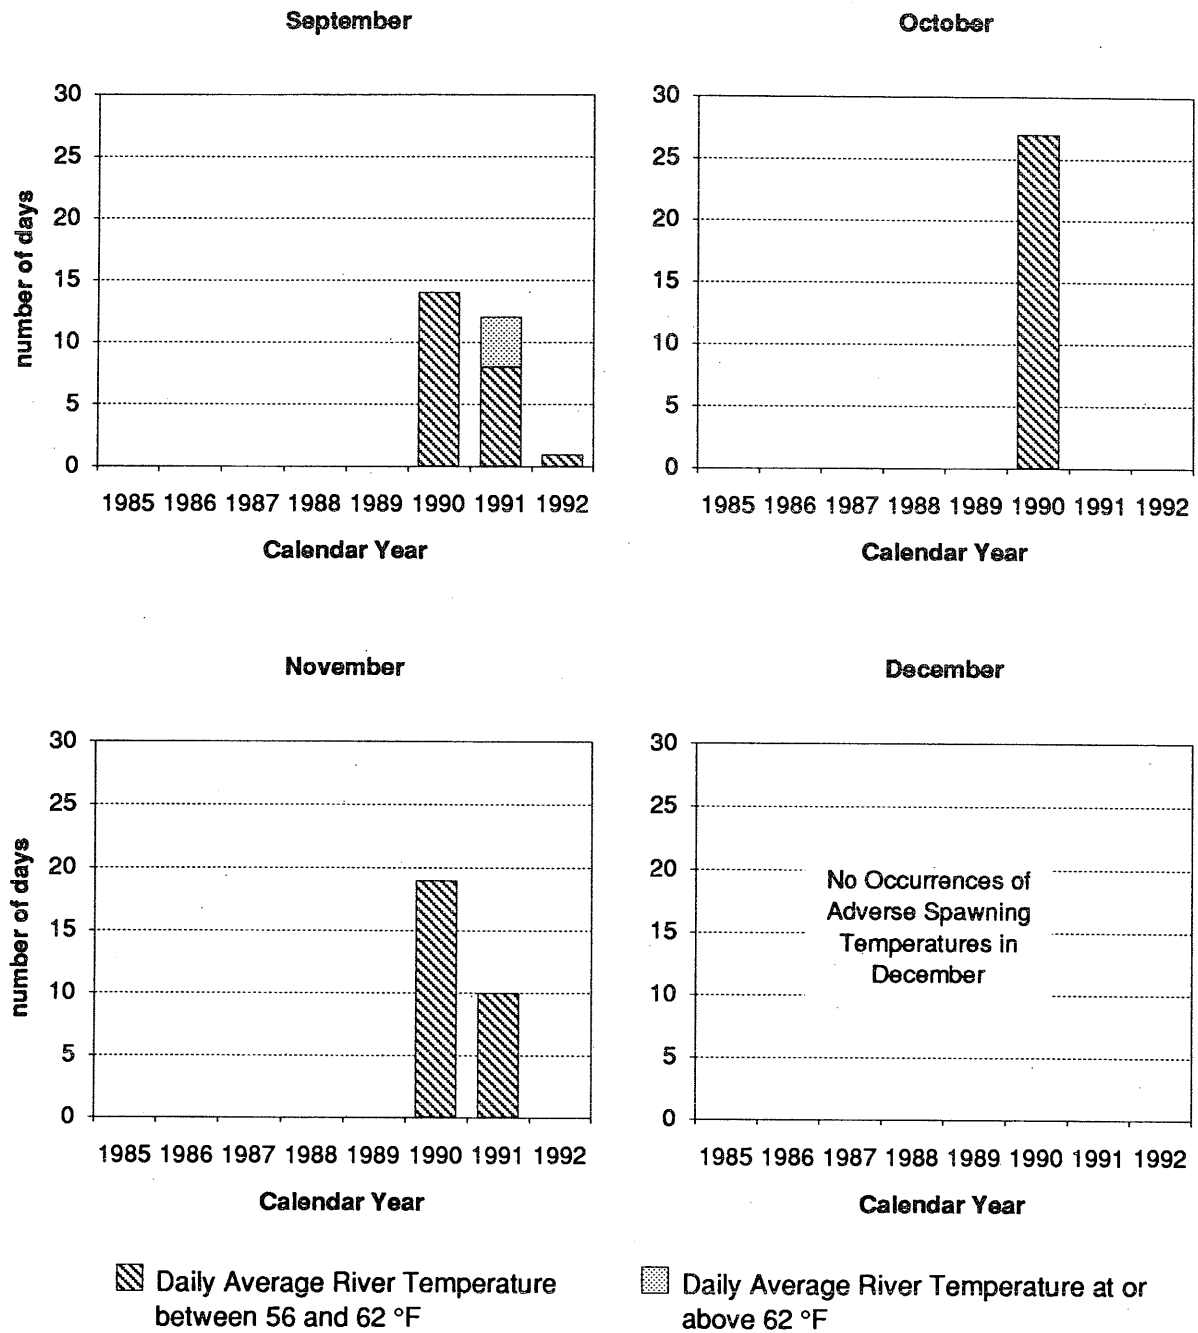 September
30
25
20
15
10
5
0
number of days
1985 1986 1987 1988 1989 1990 1991 1992
Calendar Year
October
30
25
20
15
10
5
0
1985 1986 1987 1988 1989 1990 1991 1992
Calendar Year
November
30
25
20
15
10
5
0
number of days
1985 1986 1987 1988 1989 1990 1991 1992
Calendar Year
December
30
25
20
15
10
5
0
No Occurrences of
Adverse Spawning
Temperatures in
December
1985 1986 1987 1988 1989 1990 1991 1992
Calendar Year
Daily Average River Temperature
between 56 and 62 °F
Daily Average River Temperature at or
above 62 °F